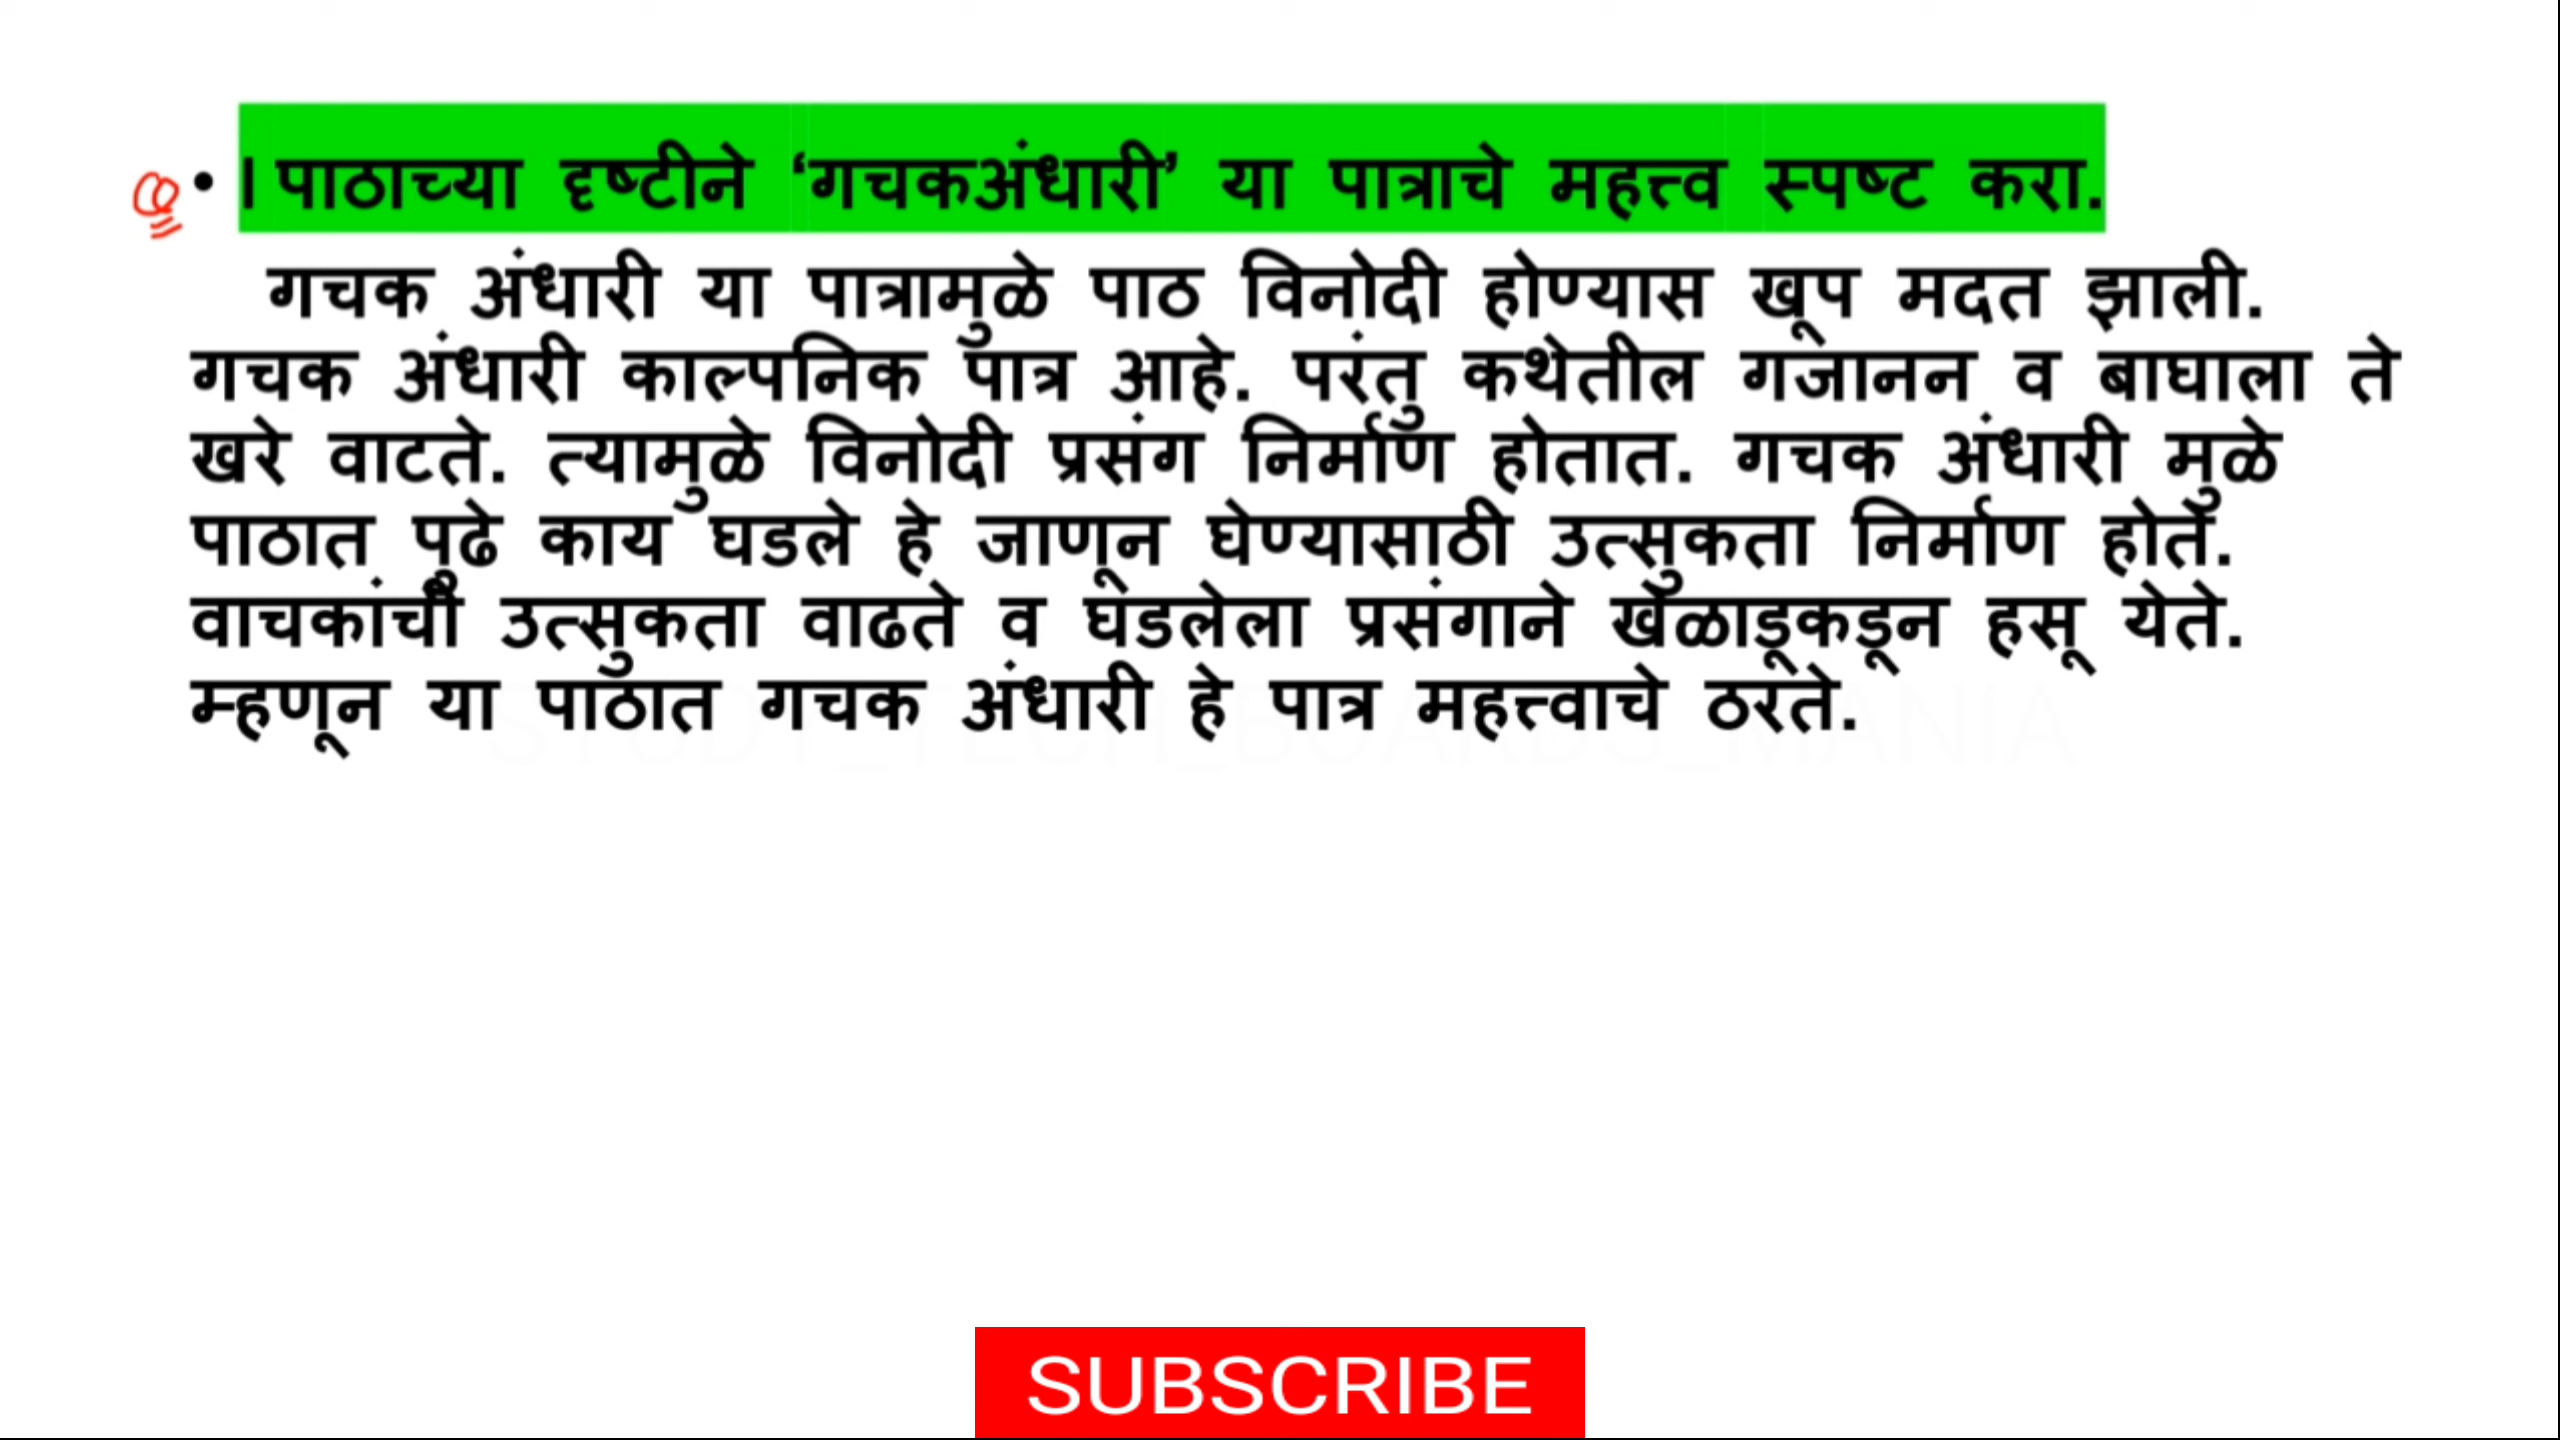 • l पाठाच्या दृष्टीने ‘गचकअंधारी’ या पात्राचे महत्त्व स्पष्ट करा.
गचक अंधारी या पात्रामुळे पाठ विनोदी होण्यास खूप मदत झाली.
गचक अंधारी काल्पनिक पात्र आहे. परंतु कथेतील गजानन व बाघाला ते
खरे वाटते. त्यामुळे विनोदी प्रसंग निर्माण होतात. गचक अंधारी मुळे
पाठात पुढे काय घडले हे जाणून घेण्यासाठी उत्सुकता निर्माण होते.
वाचकांची उत्सुकता वाढते व घडलेला प्रसंगाने खेळाडूकडून हसू येते.
म्हणून या पाठात गचक अंधारी हे पात्र महत्त्वाचे ठरते.
SUBSCRIBE